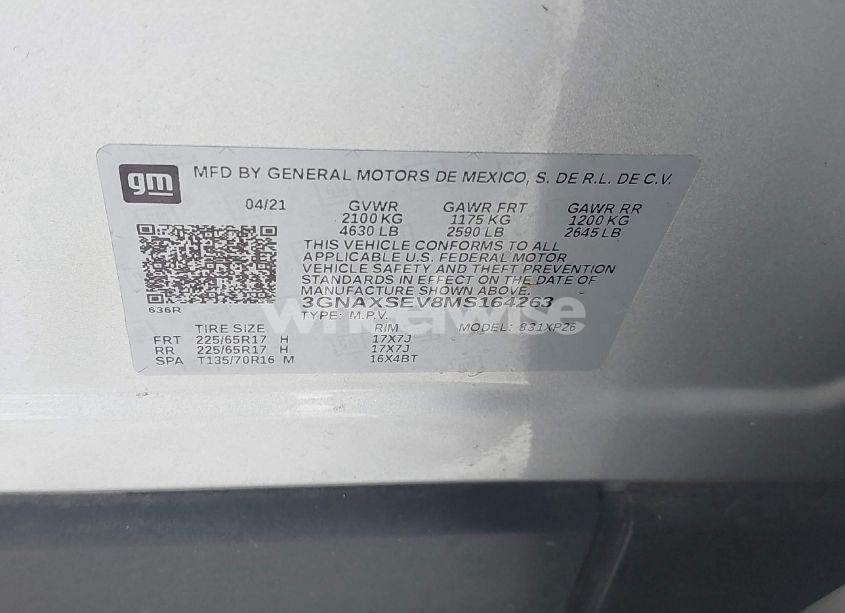 gm MFD BY GENERAL MOTORS DE MEXICO, S. DE R.L. DE C.V.
04/21 GVWR GAWR FRT GAWR RR
2100 KG 1175 KG 1200 KG
4630 LB 2590 LB 2645 LB
THIS VEHICLE CONFORMS TO ALL
APPLICABLE U.S. FEDERAL MOTOR
VEHICLE SAFETY AND THEFT PREVENTION
STANDARDS IN EFFECT ON THE DATE OF
MANUFACTURE SHOWN ABOVE.
3GNAXSEV8MS164263
636R
TYPE: M.P.V. MODEL: 831XP26
wheelwise
TIRE SIZE RIM
FRT 225/65R17 H 17X7J
RR 225/65R17 H 17X7J
SPA T135/70R16 M 16X4BT